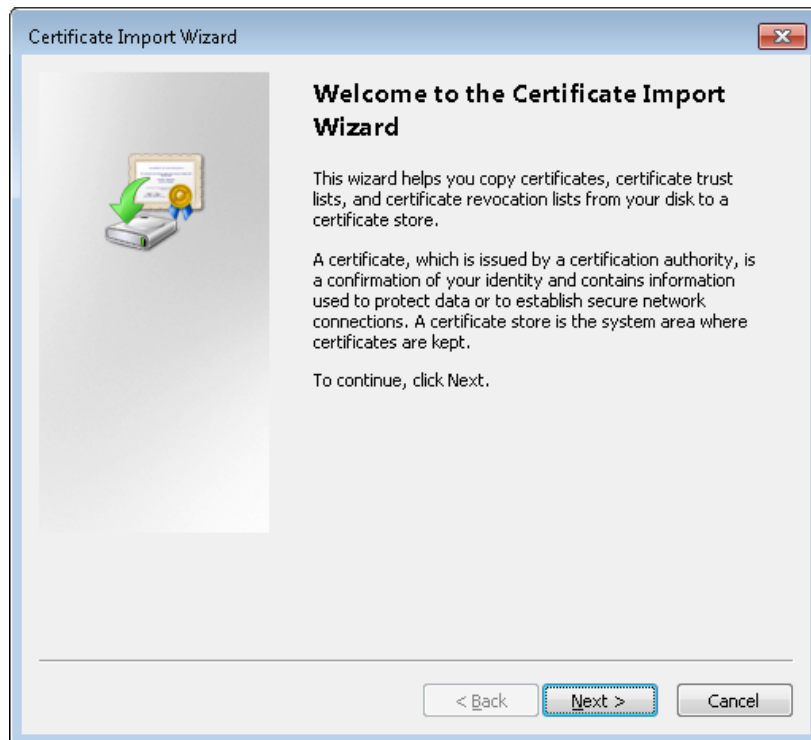 Certificate Import Wizard
Welcome to the Certificate Import
Wizard
This wizard helps you copy certificates, certificate trust
lists, and certificate revocation lists from your disk to a
certificate store.
A certificate, which is issued by a certification authority, is
a confirmation of your identity and contains information
used to protect data or to establish secure network
connections. A certificate store is the system area where
certificates are kept.
To continue, click Next.
< Back
Next >
Cancel